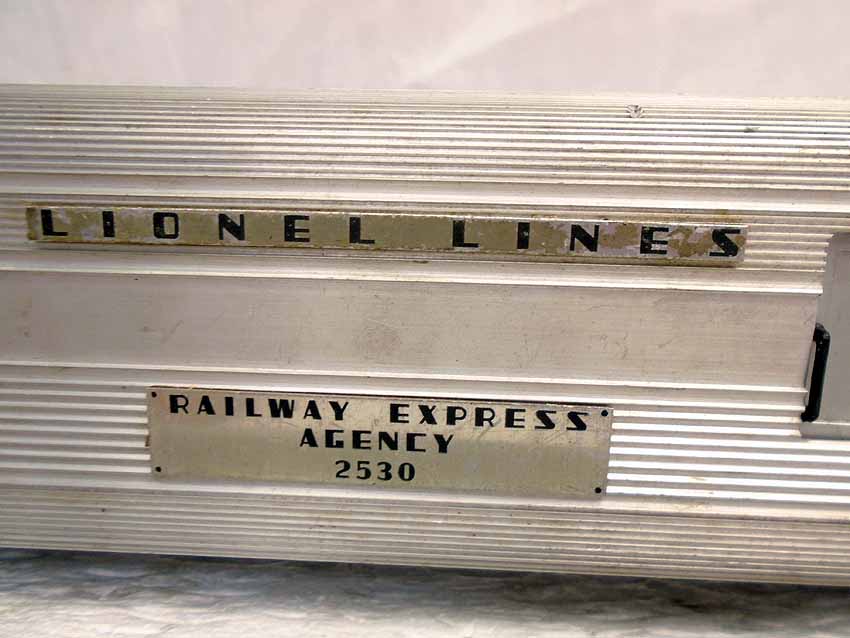 LIONEL LINES
RAILWAY EXPRESS
AGENCY
2530